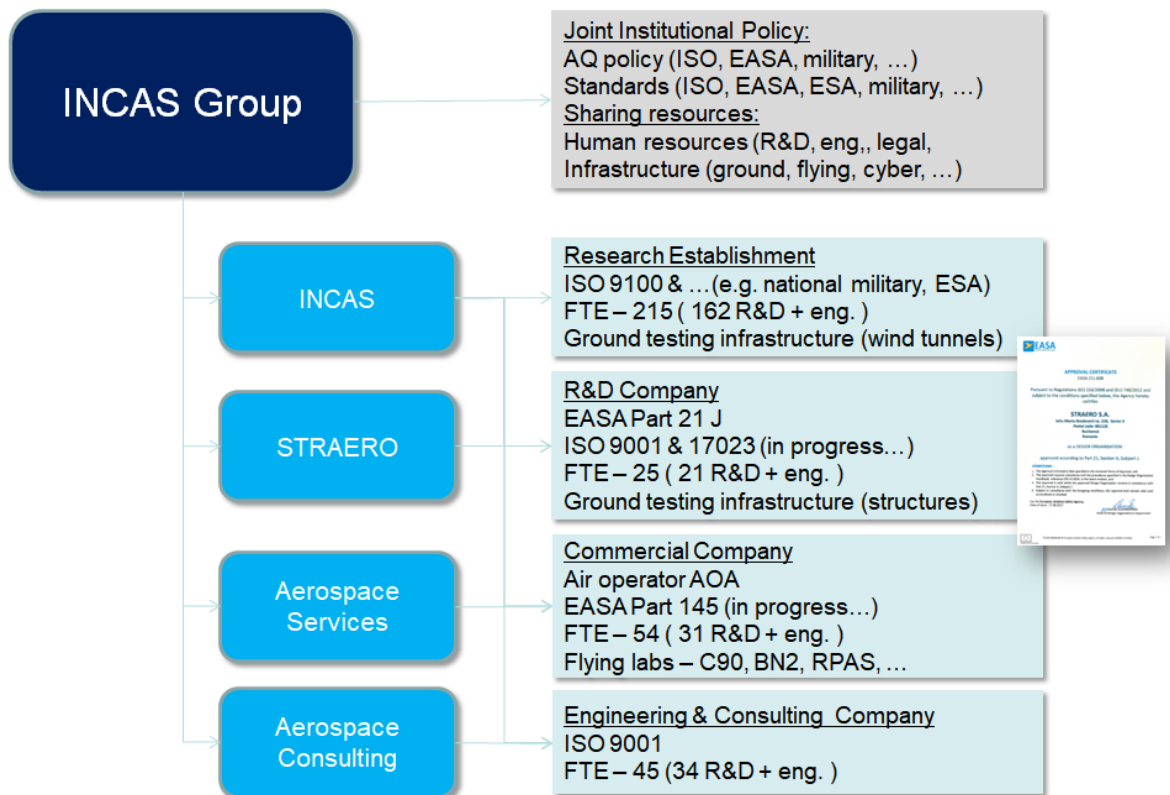 INCAS Group
Joint Institutional Policy:
AQ policy (ISO, EASA, military, …)
Standards (ISO, EASA, ESA, military, …)
Sharing resources:
Human resources (R&D, eng,, legal,
Infrastructure (ground, flying, cyber, …)
INCAS
Research Establishment
ISO 9100 & …(e.g. national military, ESA)
FTE – 215 ( 162 R&D + eng. )
Ground testing infrastructure (wind tunnels)
STRAERO
R&D Company
EASA Part 21 J
ISO 9001 & 17023 (in progress…)
FTE – 25 ( 21 R&D + eng. )
Ground testing infrastructure (structures)
EASA
APPROVAL CERTIFICATE
STRAERO S.A.
Aerospace
Services
Commercial Company
Air operator AOA
EASA Part 145 (in progress…)
FTE – 54 ( 31 R&D + eng. )
Flying labs – C90, BN2, RPAS, …
Aerospace
Consulting
Engineering & Consulting Company
ISO 9001
FTE – 45 (34 R&D + eng. )